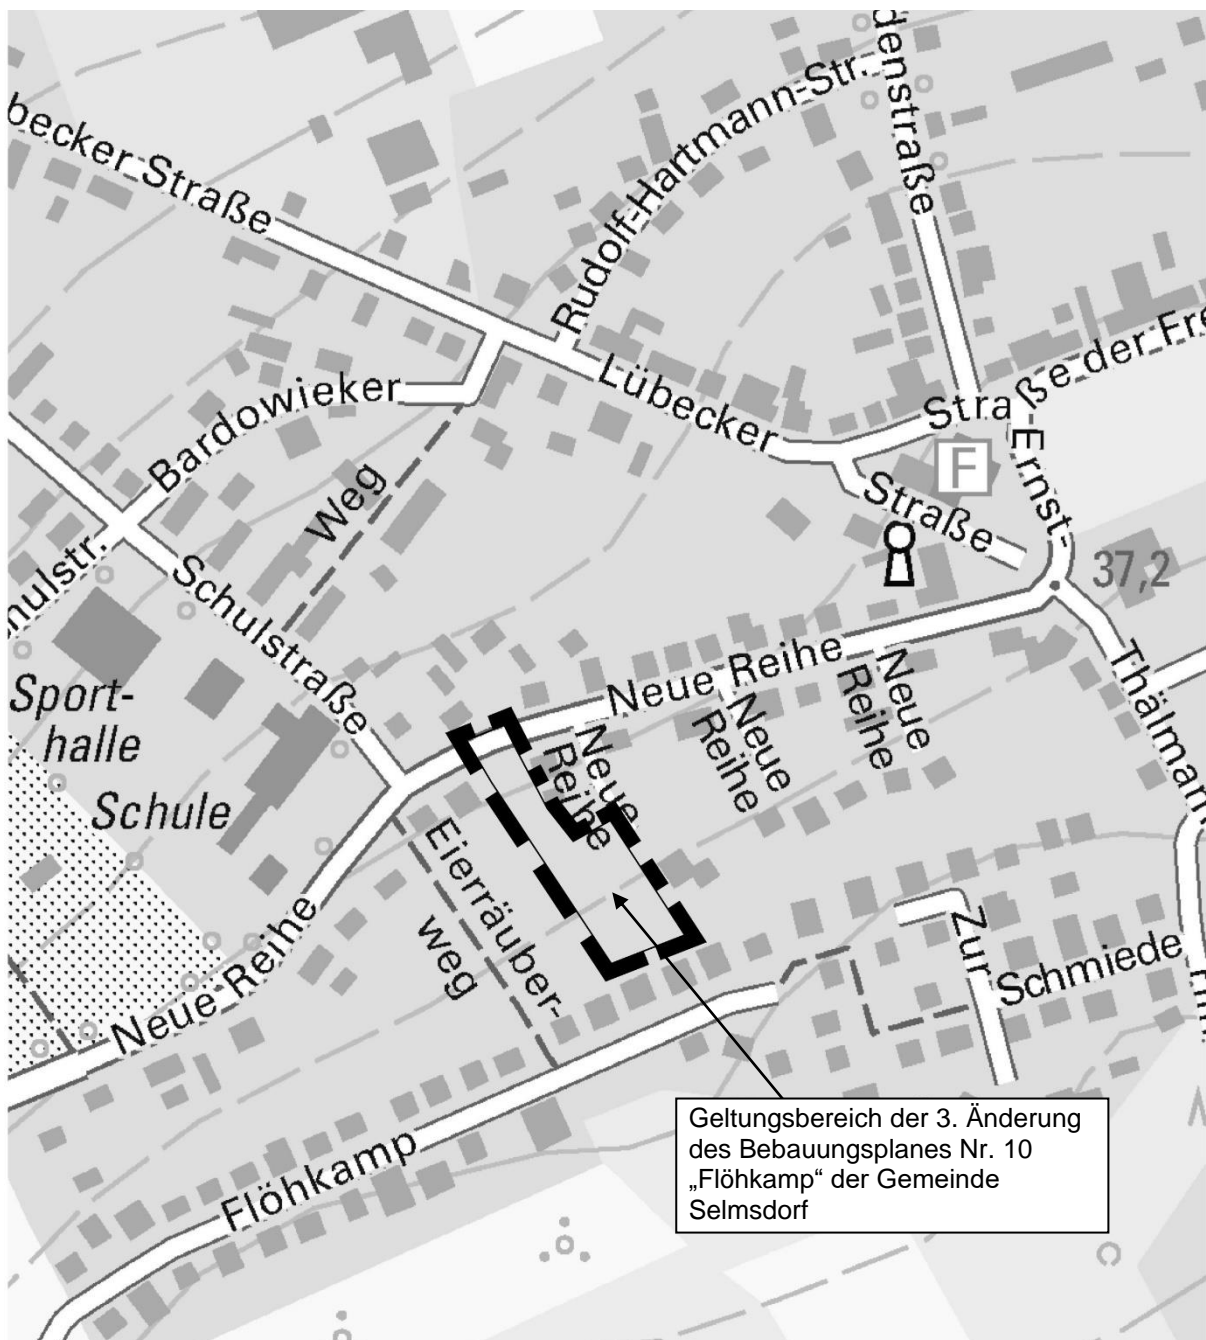 becker Straße
Rudolf-Hartmann-Str.
denstraße
Lübecker
Straße
Straße der Fre
F
Ernst-
Thälmann
37,2
Bardowieker
Weg
hulstr.
Schulstraße
Sport-
halle
Schule
Neue Reihe
Neue
Reihe
Neue
Reihe
Neue
Reihe
Eierräuber-
weg
Neue Reihe
Zur
Schmiede
Flöhkamp
Geltungsbereich der 3. Änderung
des Bebauungsplanes Nr. 10
„Flöhkamp“ der Gemeinde
Selmsdorf